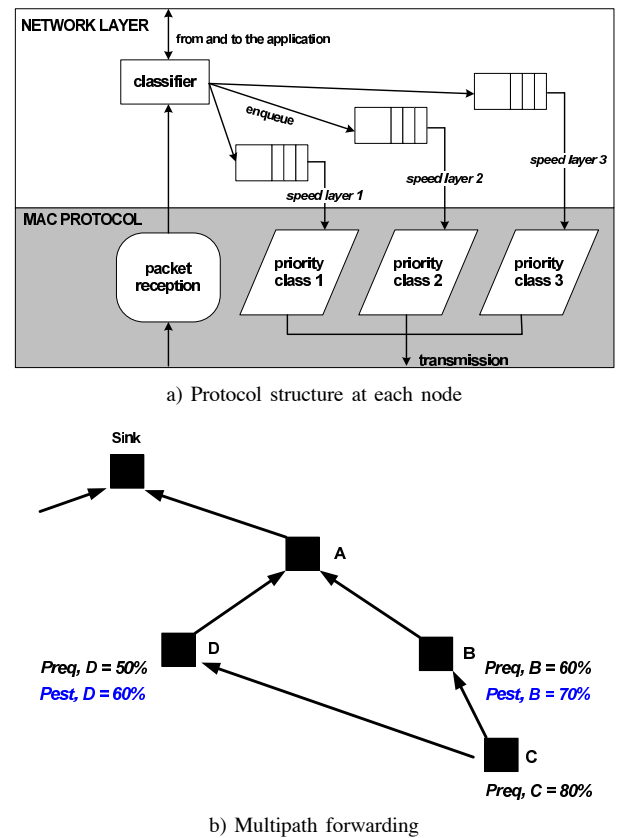 NETWORK LAYER
from and to the application
classifier
enqueue
speed layer 1
speed layer 2
speed layer 3
MAC PROTOCOL
packet
reception
priority
class 1
priority
class 2
priority
class 3
transmission
a) Protocol structure at each node
Sink
A
D
Preq, D = 50%
Pest, D = 60%
B
Preq, B = 60%
Pest, B = 70%
C
Preq, C = 80%
b) Multipath forwarding